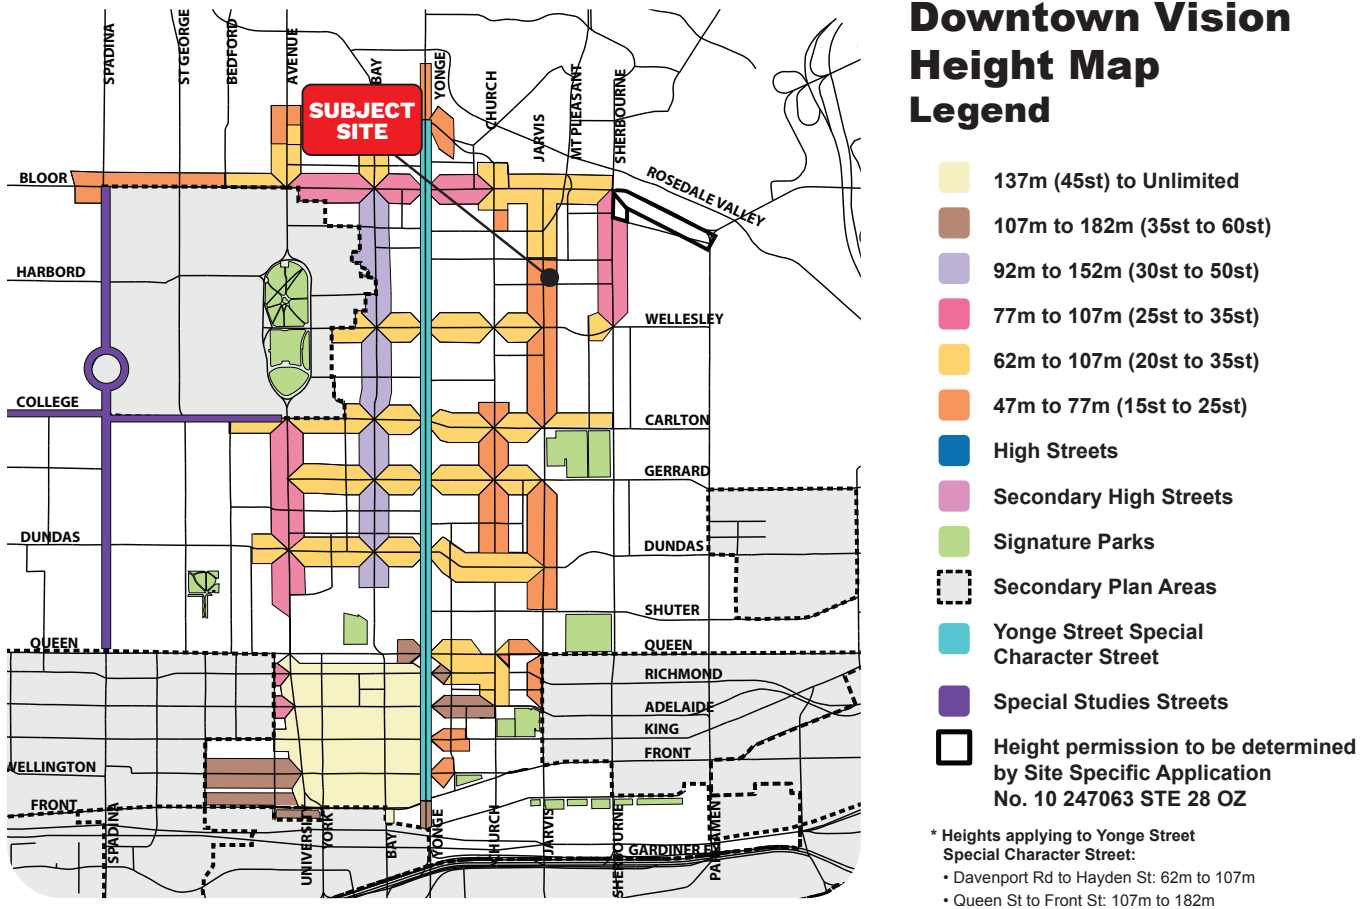 SPADINA
ST GEORGE
BEDFORD
AVENUE
BAY
YONGE
CHURCH
JARVIS
MT PLEASANT
SHERBOURNE
SUBJECT
SITE
BLOOR
ROSEDALE VALLEY
HARBORD
WELLESLEY
COLLEGE
CARLTON
GERRARD
DUNDAS
DUNDAS
SHUTER
QUEEN
QUEEN
RICHMOND
ADELAIDE
KING
FRONT
WELLINGTON
FRONT
SPADINA
UNIVERSITY
YORK
BAY
YONGE
CHURCH
JARVIS
SHERBOURNE
GARDINER
Downtown Vision
Height Map
Legend
137m (45st) to Unlimited
107m to 182m (35st to 60st)
92m to 152m (30st to 50st)
77m to 107m (25st to 35st)
62m to 107m (20st to 35st)
47m to 77m (15st to 25st)
High Streets
Secondary High Streets
Signature Parks
Secondary Plan Areas
Yonge Street Special
Character Street
Special Studies Streets
Height permission to be determined
by Site Specific Application
No. 10 247063 STE 28 OZ
* Heights applying to Yonge Street
Special Character Street:
• Davenport Rd to Hayden St: 62m to 107m
• Queen St to Front St: 107m to 182m